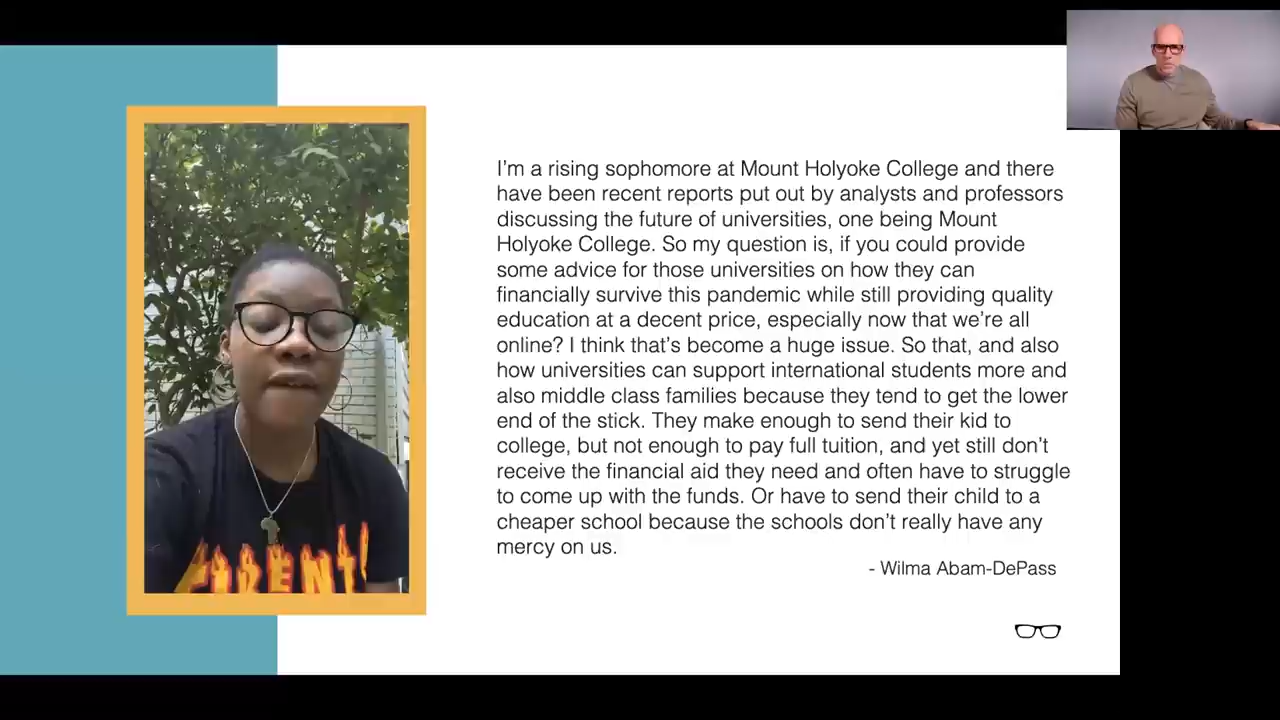 I'm a rising sophomore at Mount Holyoke College and there
have been recent reports put out by analysts and professors
discussing the future of universities, one being Mount
Holyoke College. So my question is, if you could provide
some advice for those universities on how they can
financially survive this pandemic while still providing quality
education at a decent price, especially now that we're all
online? I think that's become a huge issue. So that, and also
how universities can support international students more and
also middle class families because they tend to get the lower
end of the stick. They make enough to send their kid to
college, but not enough to pay full tuition, and yet still don't
receive the financial aid they need and often have to struggle
to come up with the funds. Or have to send their child to a
cheaper school because the schools don't really have any
mercy on us.
- Wilma Abam-DePass